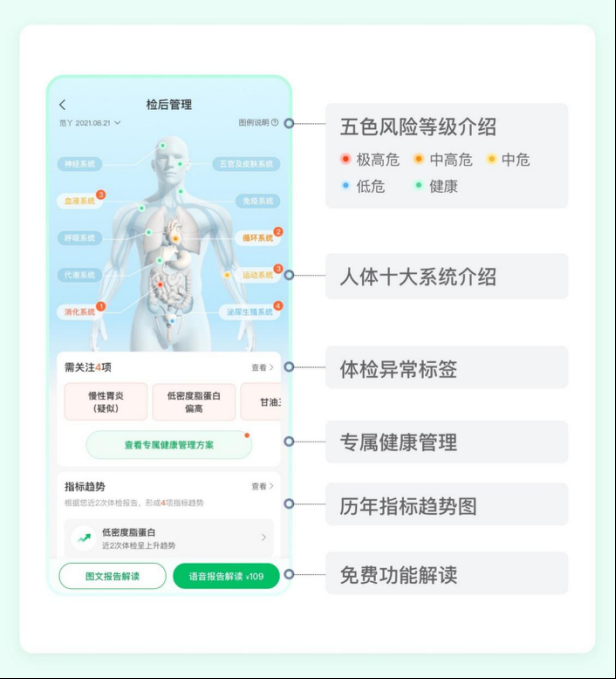 检后管理
范丫 2021.06.21
图例说明
神经系统
五官及皮肤系统
血液系统 3
免疫系统
呼吸系统
循环系统 2
代谢系统
运动系统 3
消化系统 1
泌尿生殖系统 4
需关注4项
查看
慢性胃炎
(疑似)
低密度脂蛋白
偏高
甘油三
查看专属健康管理方案
指标趋势
查看
根据您近2次体检报告，形成4项指标趋势
低密度脂蛋白
近2次体检呈上升趋势
图文报告解读
语音报告解读 ¥109
五色风险等级介绍
极高危 中高危 中危
低危 健康
人体十大系统介绍
体检异常标签
专属健康管理
历年指标趋势图
免费功能解读